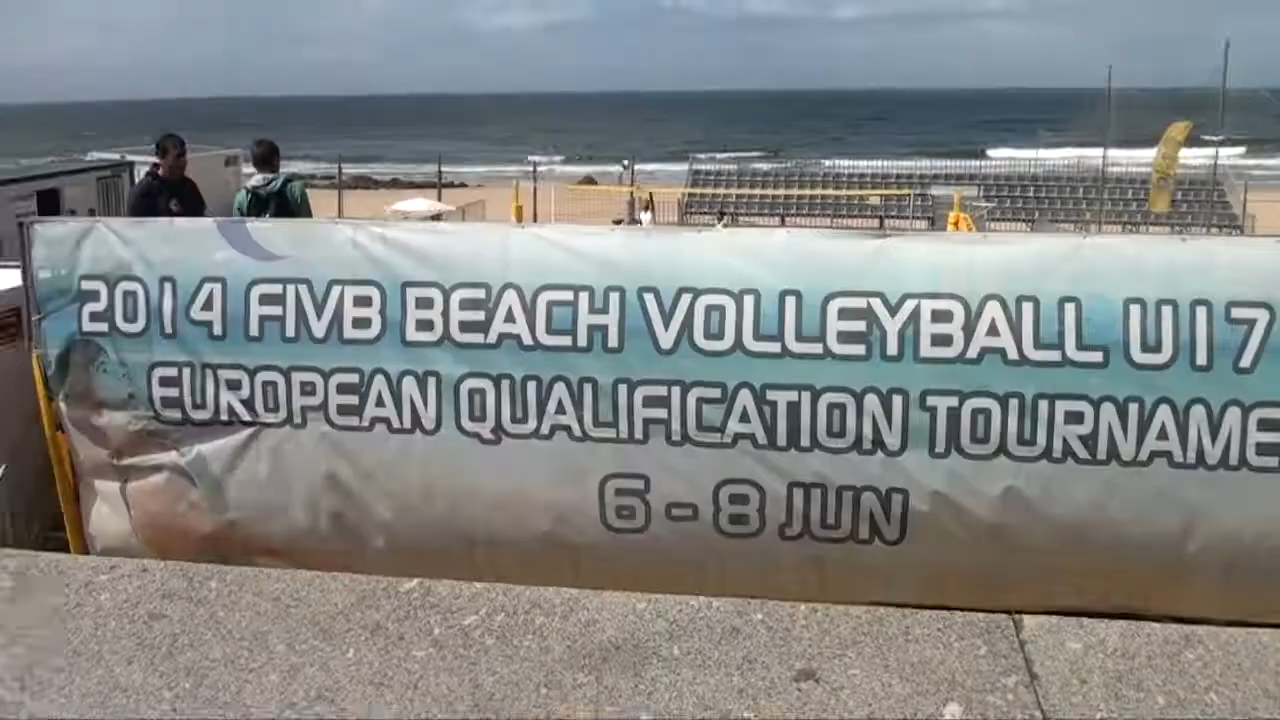 2014 FIVB BEACH VOLLEYBALL U17
EUROPEAN QUALIFICATION TOURNAME
6 - 8 JUN